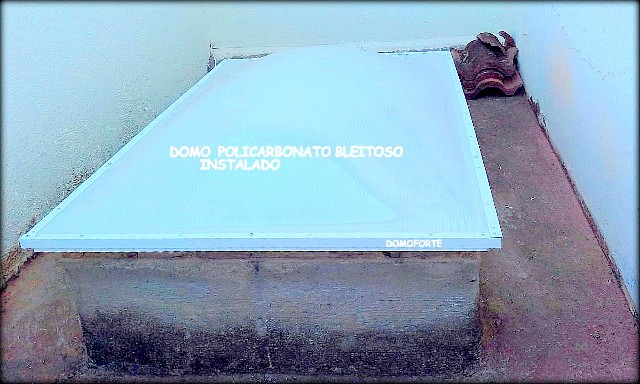 DOMO POLICARBONATO BLEITOSO
INSTALADO
DOMOFORTE